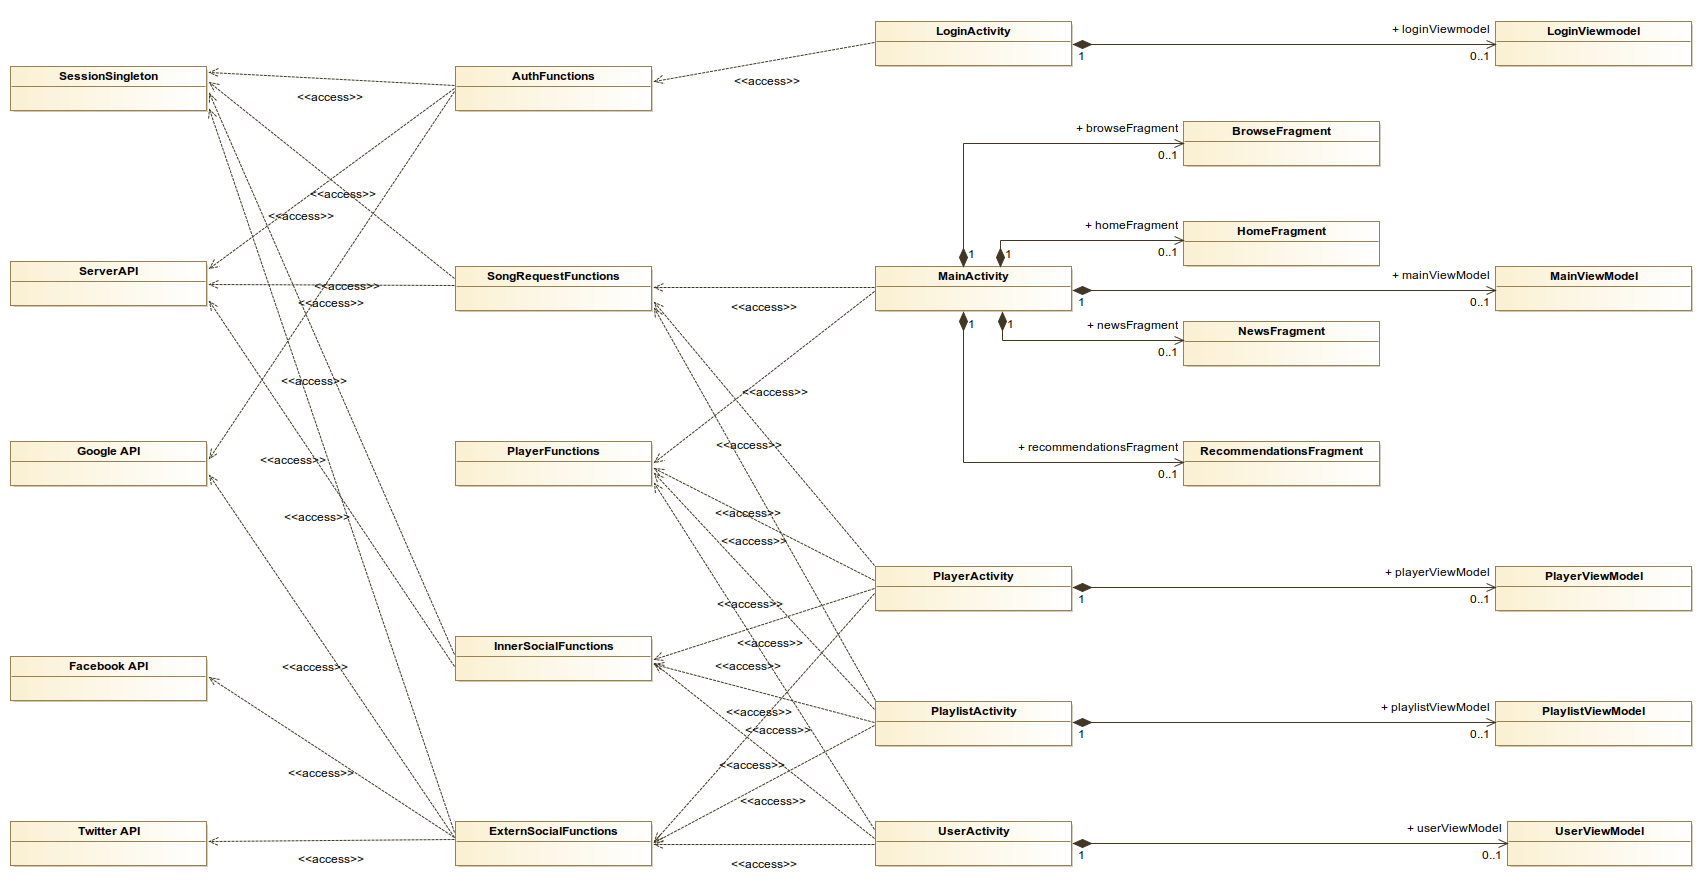 LoginActivity
+ loginViewmodel
LoginViewmodel
1
0..1
SessionSingleton
AuthFunctions
<<access>>
<<access>>
+ browseFragment
BrowseFragment
0..1
<<access>>
<<access>>
+ homeFragment
HomeFragment
1
1
0..1
ServerAPI
SongRequestFunctions
MainActivity
+ mainViewModel
MainViewModel
<<access>>
<<access>>
<<access>>
1
0..1
1
1
+ newsFragment
NewsFragment
0..1
<<access>>
<<access>>
<<access>>
+ recommendationsFragment
RecommendationsFragment
0..1
Google API
PlayerFunctions
<<access>>
<<access>>
<<access>>
<<access>>
PlayerActivity
+ playerViewModel
PlayerViewModel
1
0..1
<<access>>
InnerSocialFunctions
<<access>>
Facebook API
<<access>>
<<access>>
PlaylistActivity
+ playlistViewModel
PlaylistViewModel
<<access>>
<<access>>
1
0..1
<<access>>
<<access>>
<<access>>
Twitter API
ExternSocialFunctions
UserActivity
+ userViewModel
UserViewModel
<<access>>
<<access>>
1
0..1